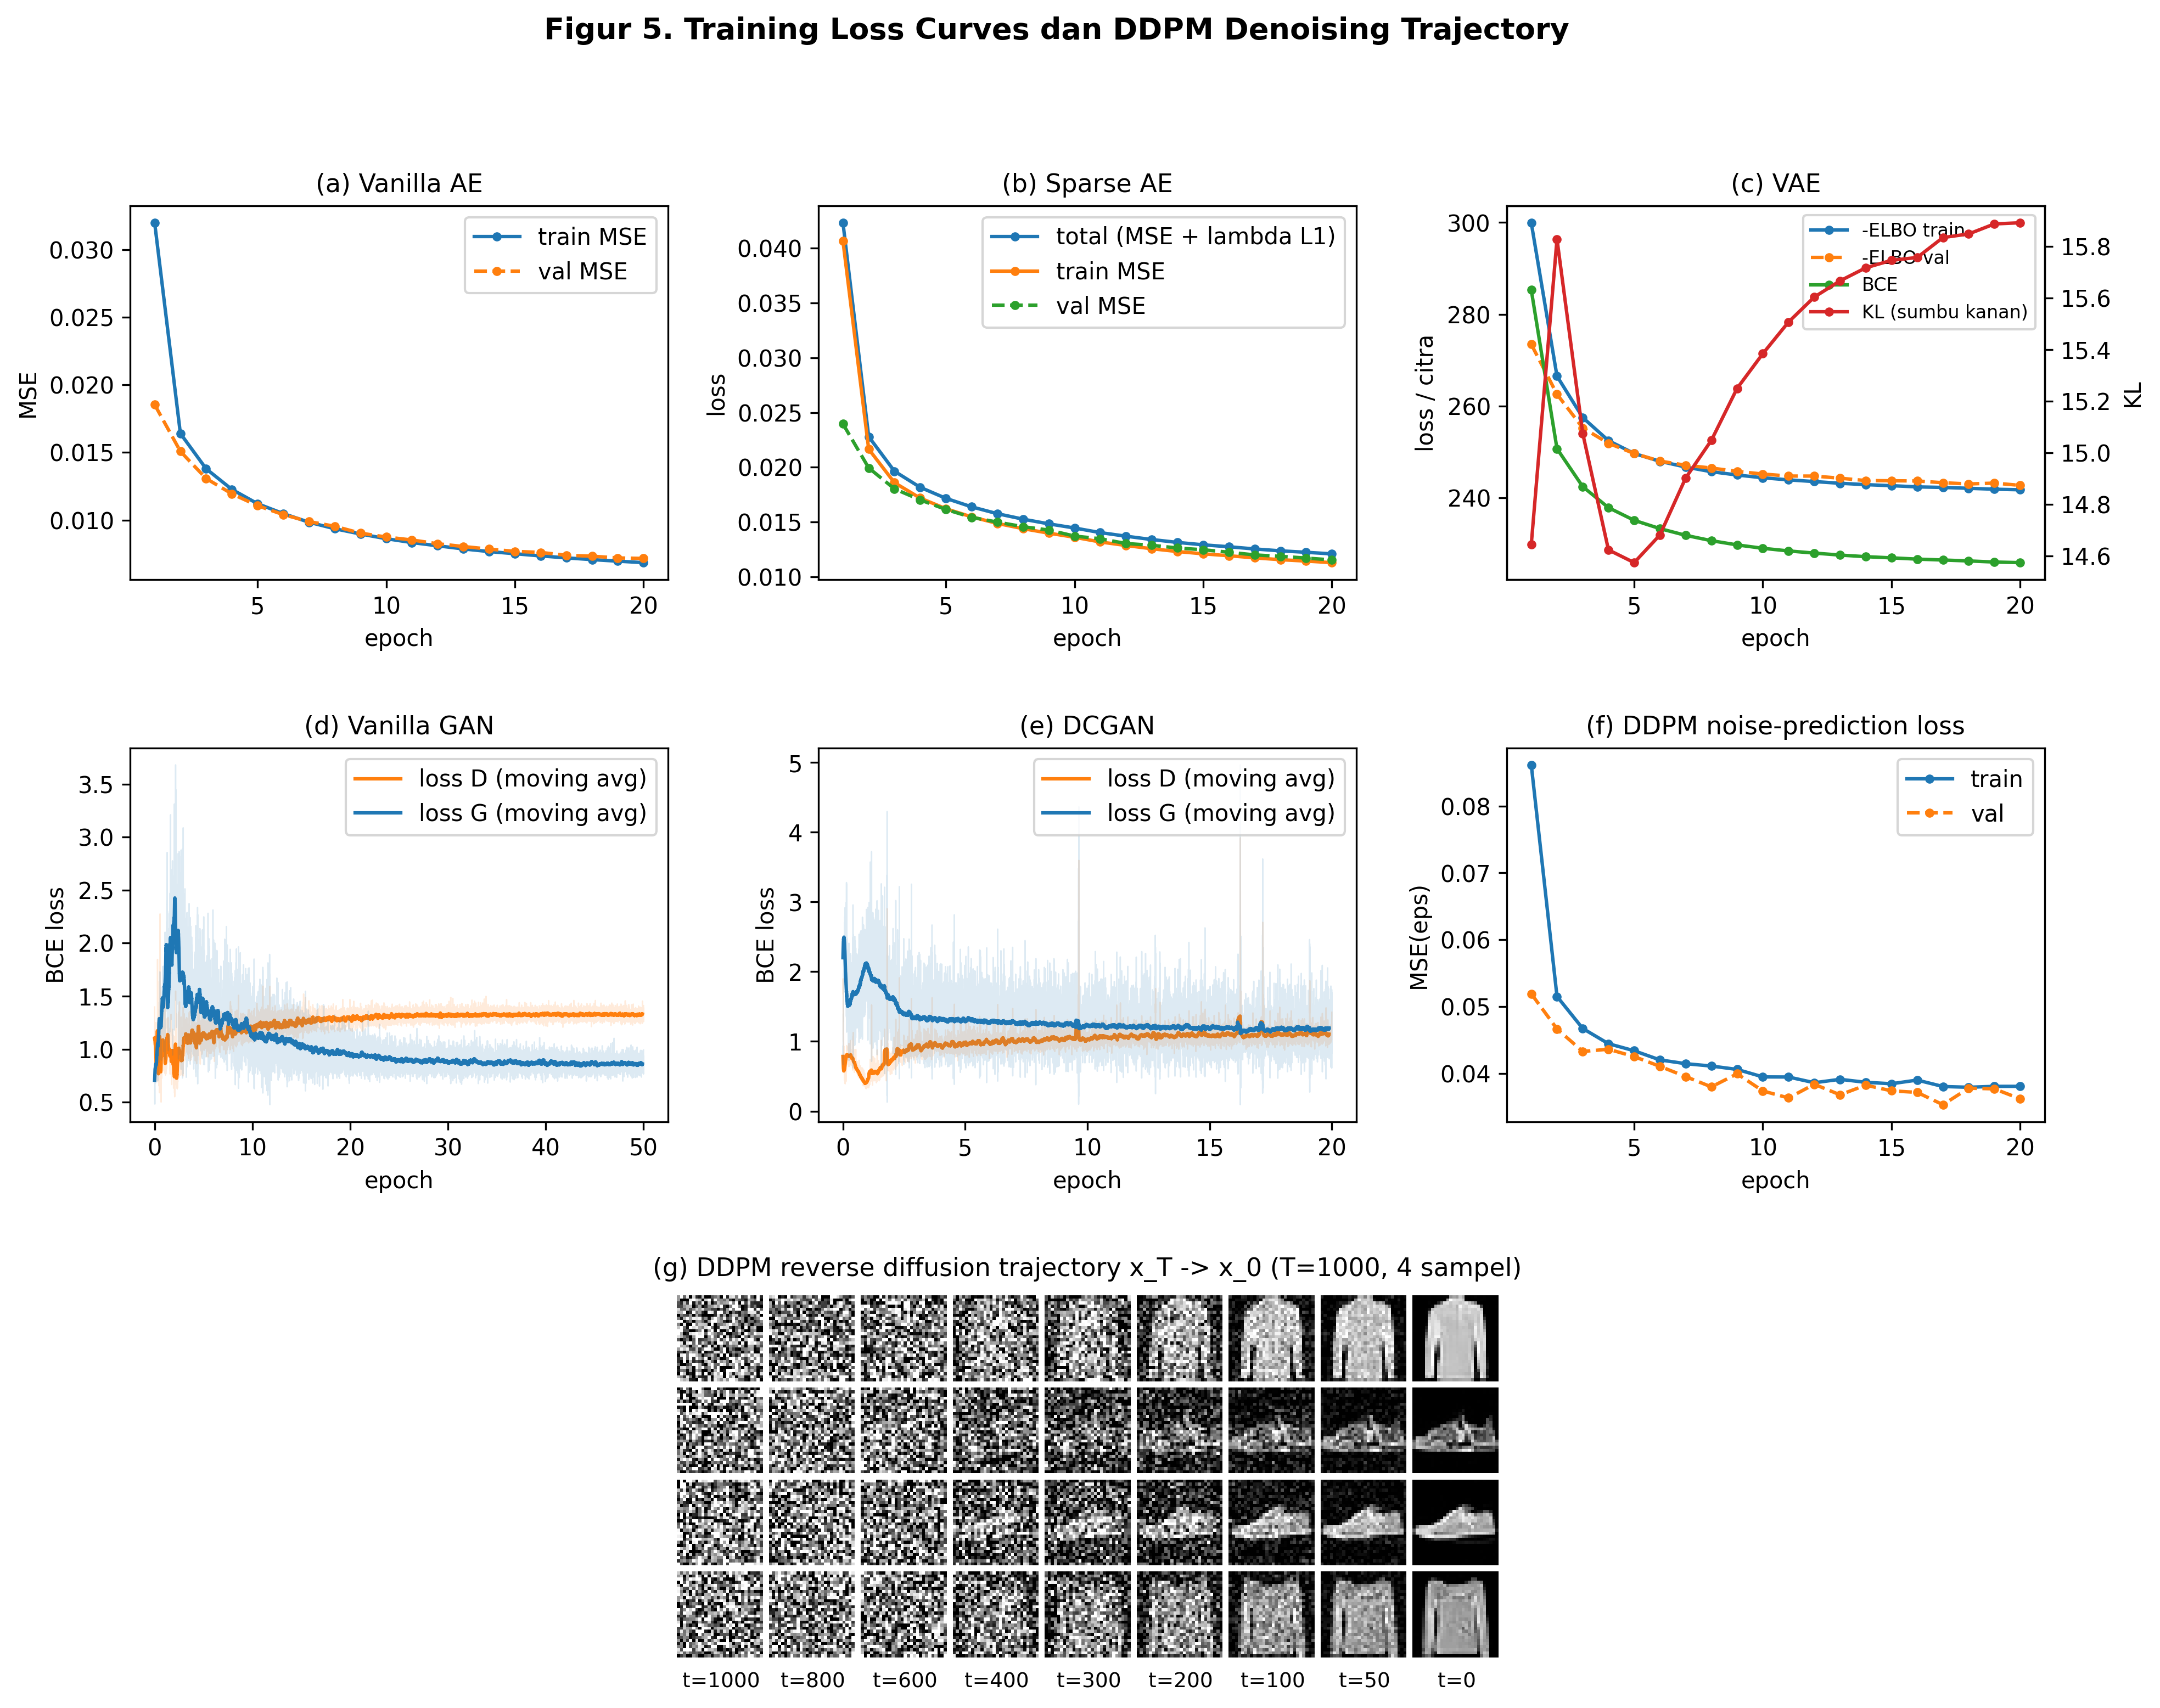 Figur 5. Training Loss Curves dan DDPM Denoising Trajectory
(a) Vanilla AE
MSE
0.030
0.025
0.020
0.015
0.010
train MSE
val MSE
5
10
15
20
epoch
(b) Sparse AE
loss
0.040
0.035
0.030
0.025
0.020
0.015
0.010
total (MSE + lambda L1)
train MSE
val MSE
5
10
15
20
epoch
(c) VAE
loss / citra
300
280
260
240
-ELBO train
-ELBO val
BCE
KL (sumbu kanan)
15.8
15.6
15.4
15.2
15.0
14.8
14.6
KL
5
10
15
20
epoch
(d) Vanilla GAN
BCE loss
3.5
3.0
2.5
2.0
1.5
1.0
0.5
loss D (moving avg)
loss G (moving avg)
0
10
20
30
40
50
epoch
(e) DCGAN
BCE loss
5
4
3
2
1
0
loss D (moving avg)
loss G (moving avg)
0
5
10
15
20
epoch
(f) DDPM noise-prediction loss
MSE(eps)
0.08
0.07
0.06
0.05
0.04
train
val
5
10
15
20
epoch
(g) DDPM reverse diffusion trajectory x_T -> x_0 (T=1000, 4 sampel)
t=1000 t=800 t=600 t=400 t=300 t=200 t=100 t=50 t=0